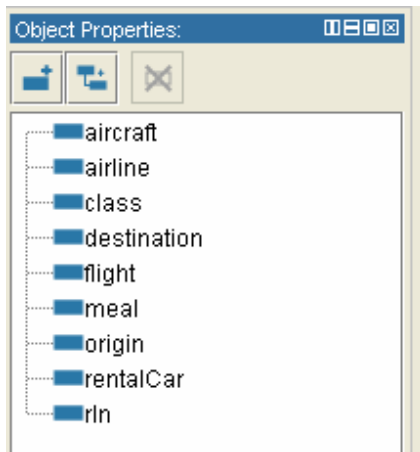 Object Properties:
aircraft
airline
class
destination
flight
meal
origin
rentalCar
rln